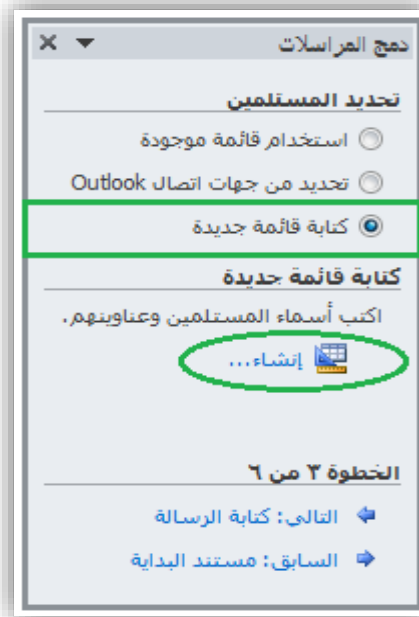 دمج المراسلات
تحديد المستلمين
استخدام قائمة موجودة
تحديد من جهات اتصال Outlook
كتابة قائمة جديدة
كتابة قائمة جديدة
اكتب أسماء المستلمين وعناوينهم.
إنشاء...
الخطوة ٣ من ٦
التالي: كتابة الرسالة
السابق: مستند البداية